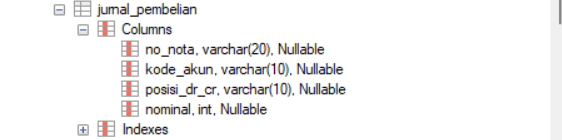 jurnal_pembelian
Columns
no_nota, varchar(20), Nullable
kode_akun, varchar(10), Nullable
posisi_dr_cr, varchar(10), Nullable
nominal, int, Nullable
Indexes